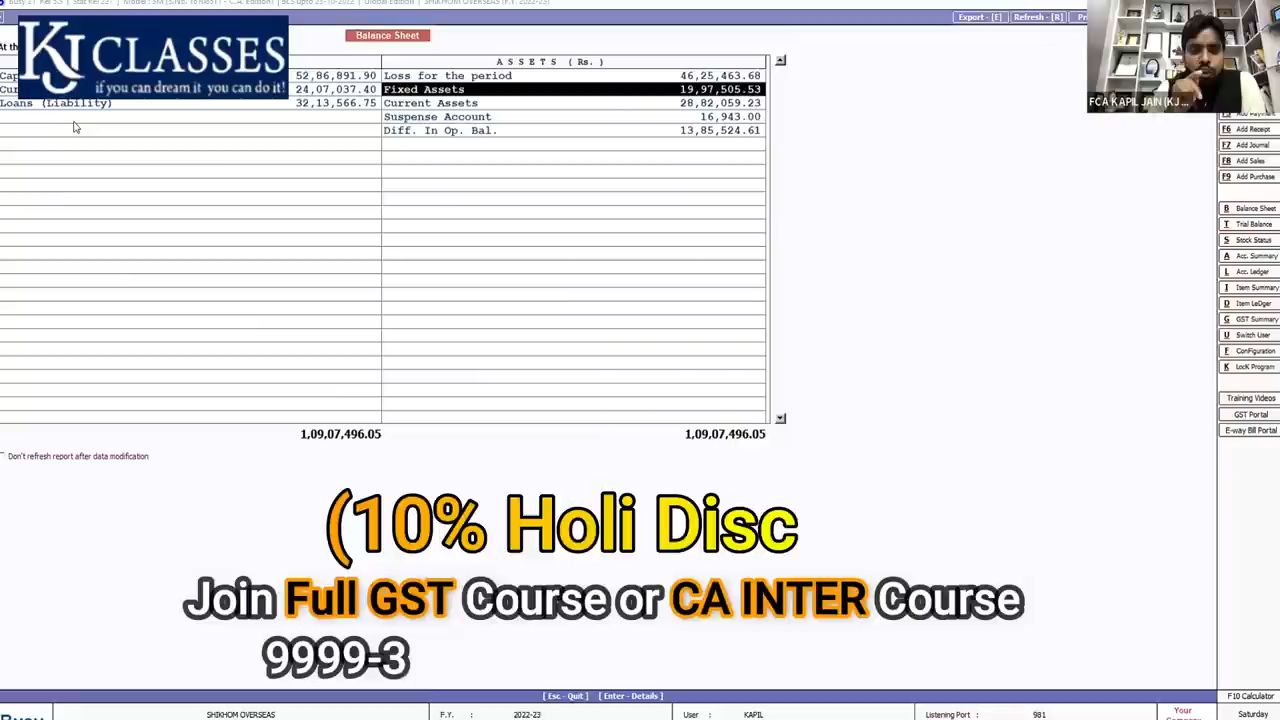 Export - [E] Refresh - [R]
Balance Sheet
At th
KJ CLASSES
if you can dream it you can do it!
A S S E T S ( Rs. )
52,86,891.90 Loss for the period 46,25,463.68
24,07,037.40 Fixed Assets 19,97,505.53
Loans (Liability) 32,13,566.75 Current Assets 28,82,059.23
Suspense Account 16,943.00
Diff. In Op. Bal. 13,85,524.61
1,09,07,496.05 1,09,07,496.05
Don't refresh report after data modification
FCA KAPIL JAIN (KJ ...
F6 Add Receipt
F7 Add Journal
F8 Add Sales
F9 Add Purchase
B Balance Sheet
T Trial Balance
S Stock Status
A Acc. Summary
L Acc. Ledger
I Item Summary
D Item LeDger
G GST Summary
U Switch User
F Configuration
K LocK Program
Training Videos
GST Portal
E-way Bill Portal
(10% Holi Disc
Join Full GST Course or CA INTER Course
9999-3
[ Esc - Quit ] [ Enter - Details ]
F10 Calculator
SHIKHOM OVERSEAS F.Y. : 2022-23 User : KAPIL Listening Port : 981
Your
Company
Saturday